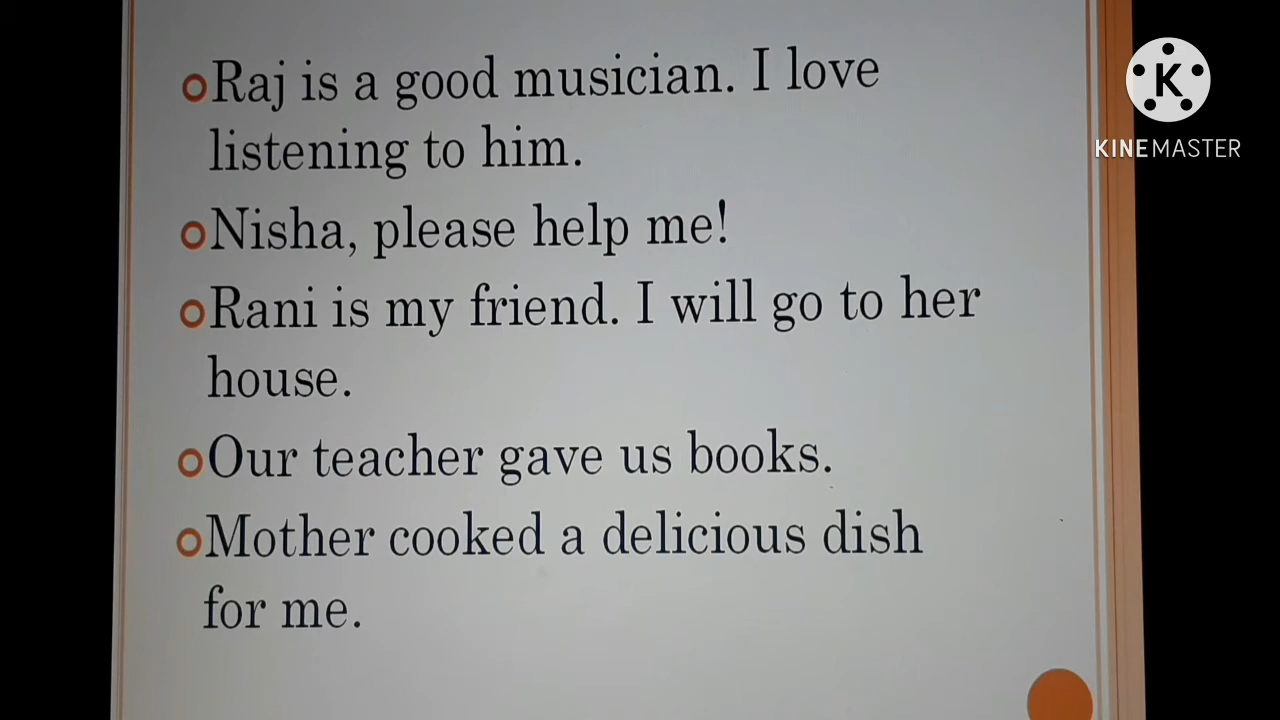 Raj is a good musician. I love
listening to him.
Nisha, please help me!
Rani is my friend. I will go to her
house.
Our teacher gave us books.
Mother cooked a delicious dish
for me.
K
KINEMASTER